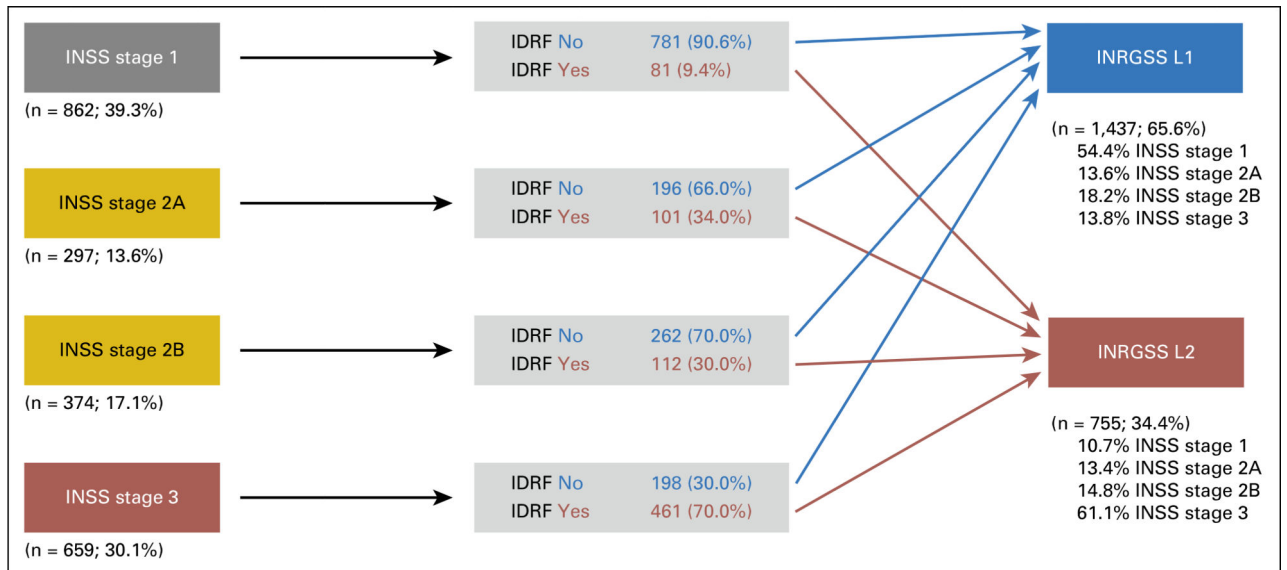 INSS stage 1
(n = 862; 39.3%)
IDRF No 781 (90.6%)
IDRF Yes 81 (9.4%)
INSS stage 2A
(n = 297; 13.6%)
IDRF No 196 (66.0%)
IDRF Yes 101 (34.0%)
INSS stage 2B
(n = 374; 17.1%)
IDRF No 262 (70.0%)
IDRF Yes 112 (30.0%)
INSS stage 3
(n = 659; 30.1%)
IDRF No 198 (30.0%)
IDRF Yes 461 (70.0%)
INRGSS L1
(n = 1,437; 65.6%)
54.4% INSS stage 1
13.6% INSS stage 2A
18.2% INSS stage 2B
13.8% INSS stage 3
INRGSS L2
(n = 755; 34.4%)
10.7% INSS stage 1
13.4% INSS stage 2A
14.8% INSS stage 2B
61.1% INSS stage 3